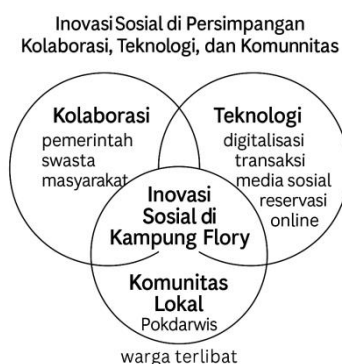 Inovasi Sosial di Persimpangan
Kolaborasi, Teknologi, dan Komunnitas
Kolaborasi
pemerintah
swasta
masyarakat
Teknologi
digitalisasi
transaksi
media sosial
reservasi
online
Inovasi
Sosial di
Kampung Flory
Komunitas
Lokal
Pokdarwis
warga terlibat